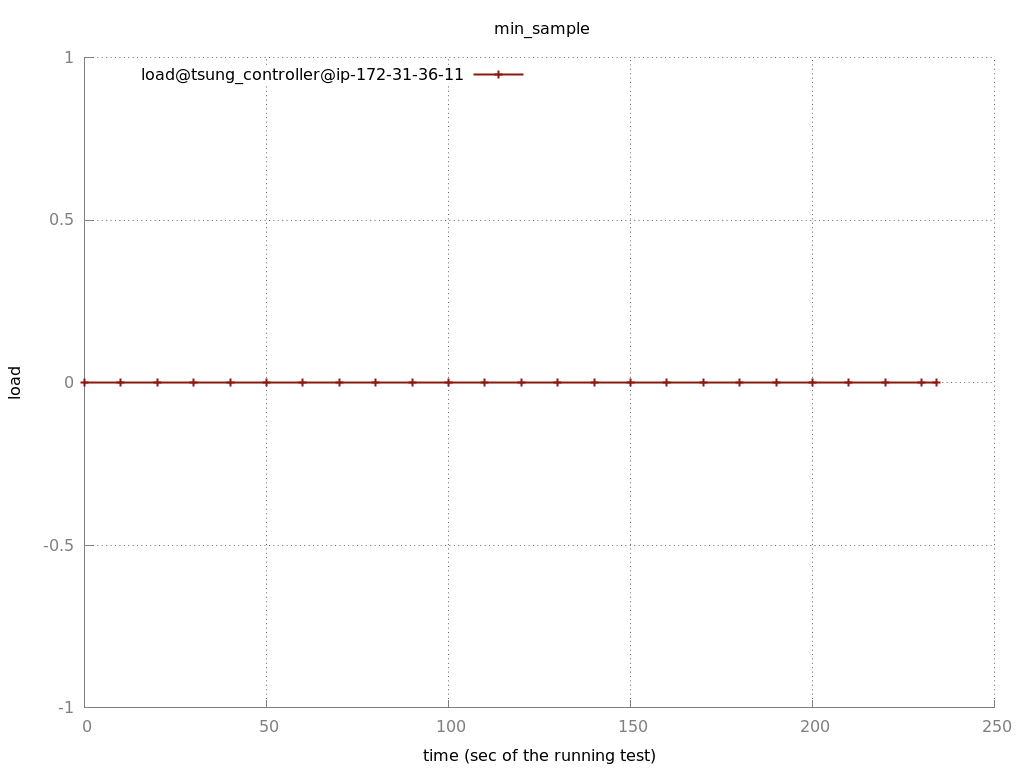 min_sample
load@tsung_controller@ip-172-31-36-11
1
0.5
0
-0.5
-1
load
0 50 100 150 200 250
time (sec of the running test)